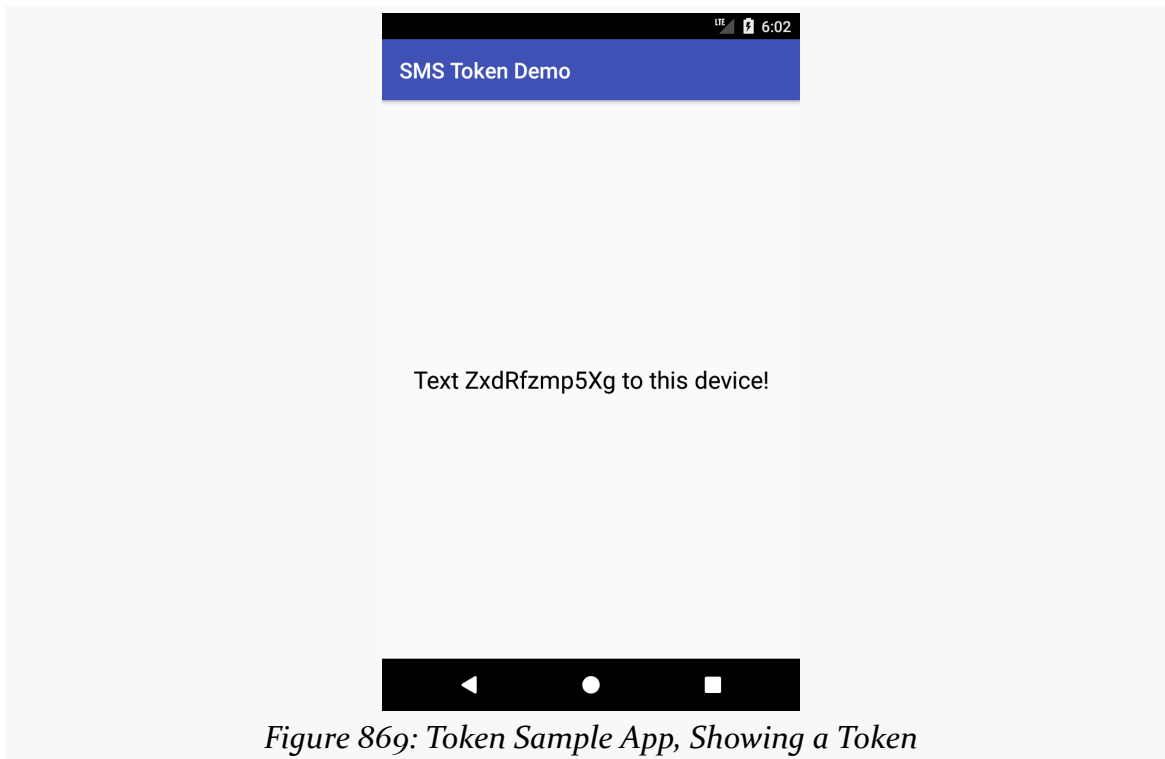 LTE 6:02
SMS Token Demo
Text ZxdRfzmp5Xg to this device!
Figure 869: Token Sample App, Showing a Token